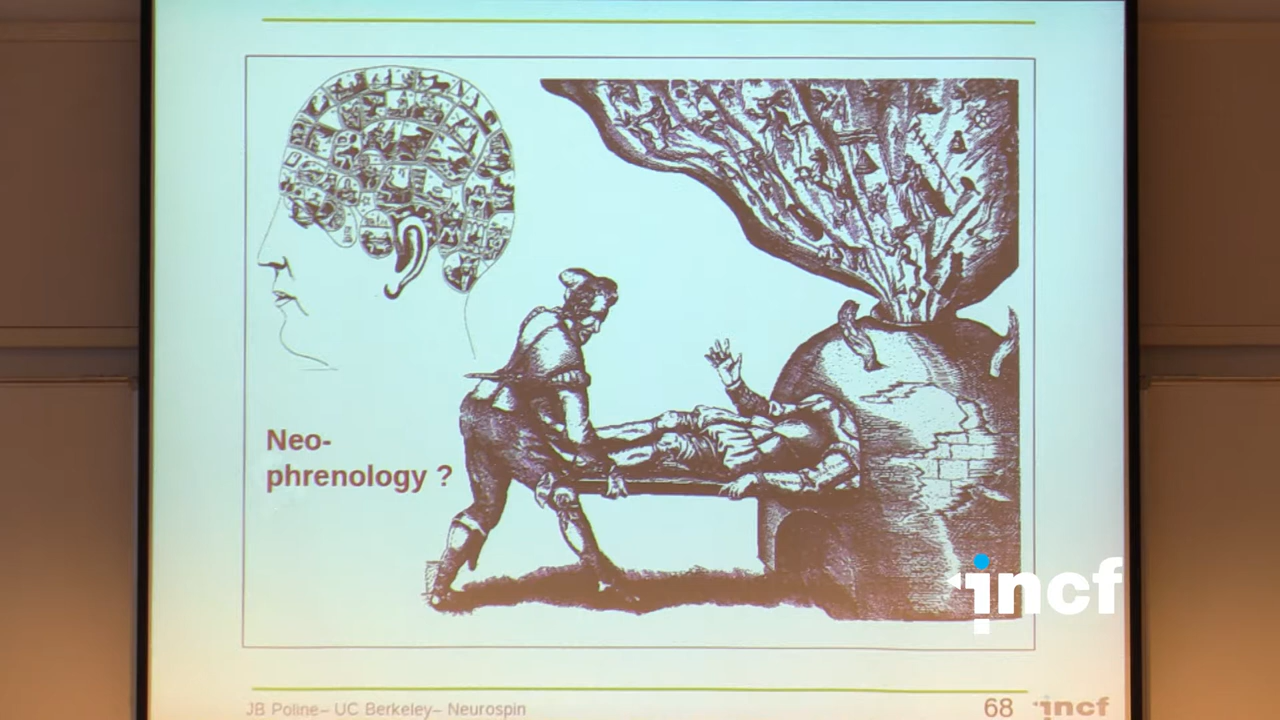 Neo-
phrenology ?
incf
JB Poline– UC Berkeley– Neurospin
68
incf